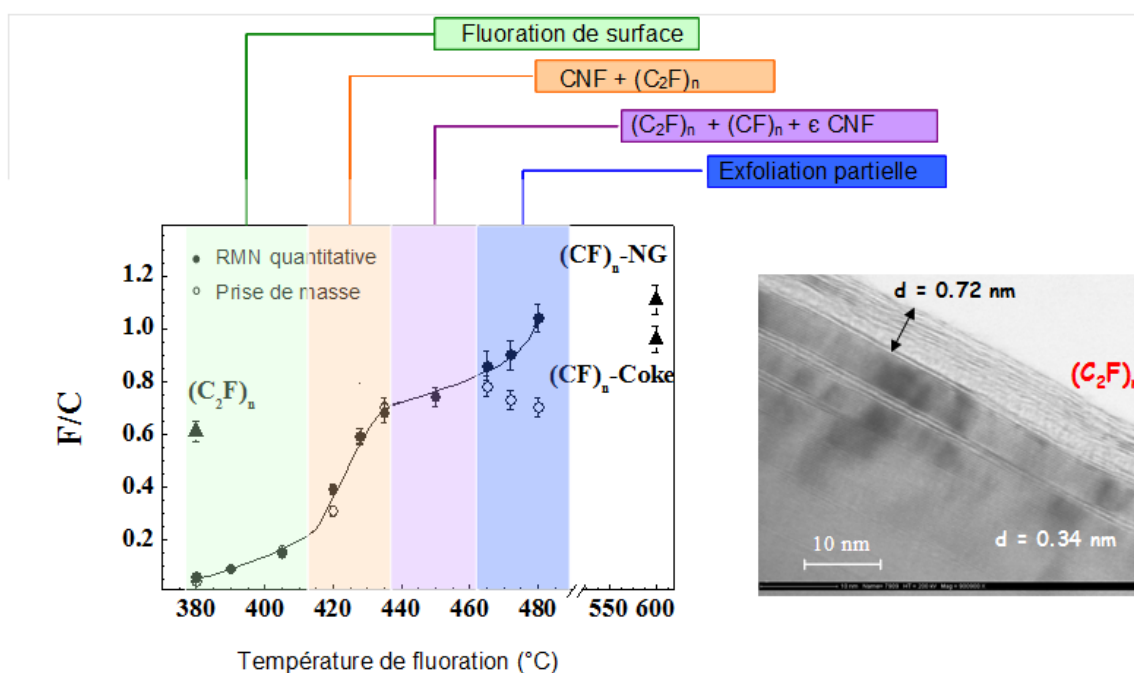 Fluoration de surface
CNF + (C₂F)ₙ
(C₂F)ₙ + (CF)ₙ + ε CNF
Exfoliation partielle
RMN quantitative
Prise de masse
(CF)ₙ-NG
(CF)ₙ-Coke
(C₂F)ₙ
F/C
1.2
1.0
0.8
0.6
0.4
0.2
380 400 420 440 460 480 550 600
Température de fluoration (°C)
d = 0.72 nm
(C₂F)ₙ
d = 0.34 nm
10 nm